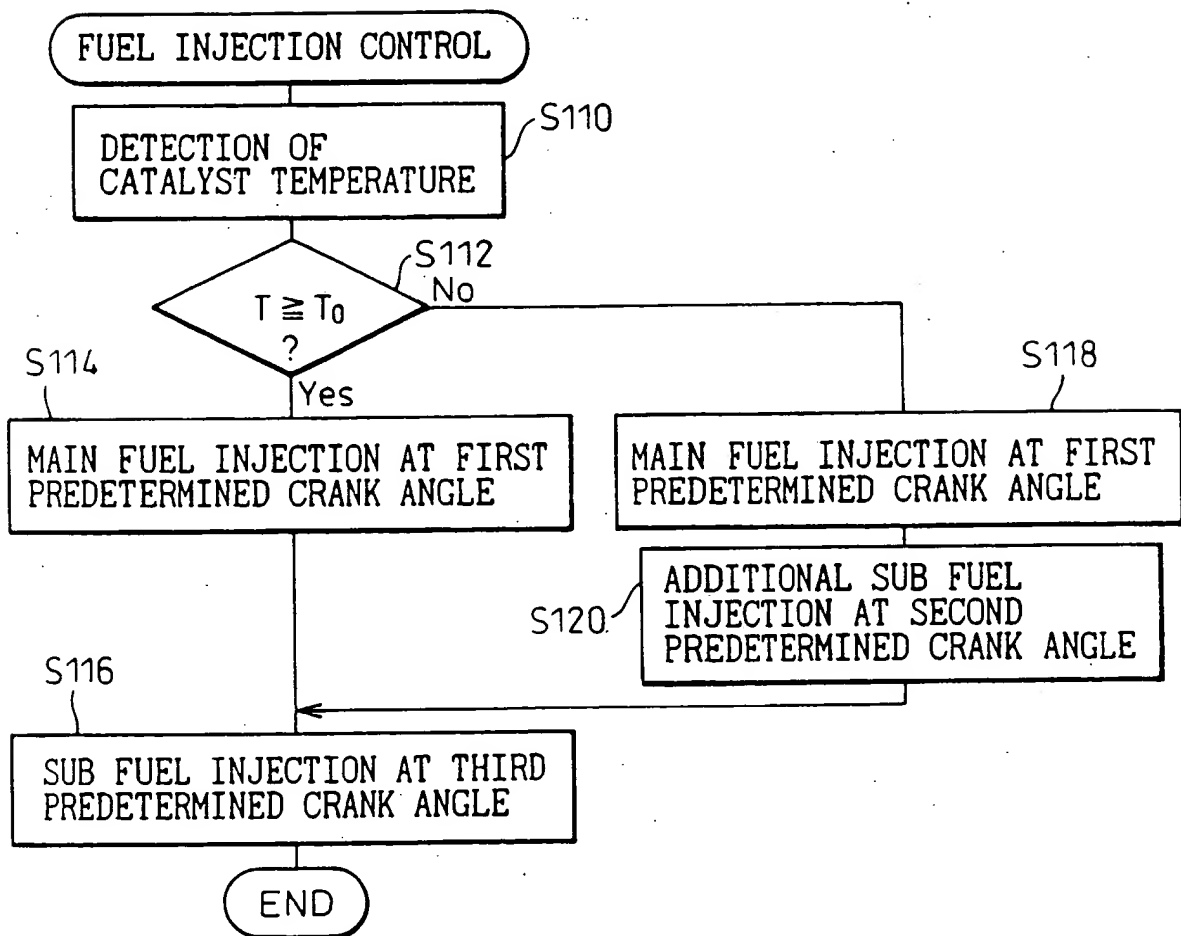 FUEL INJECTION CONTROL
S110
DETECTION OF
CATALYST TEMPERATURE
S112
T ≧ T0
?
No
Yes
S114
MAIN FUEL INJECTION AT FIRST
PREDETERMINED CRANK ANGLE
S118
MAIN FUEL INJECTION AT FIRST
PREDETERMINED CRANK ANGLE
S120
ADDITIONAL SUB FUEL
INJECTION AT SECOND
PREDETERMINED CRANK ANGLE
S116
SUB FUEL INJECTION AT THIRD
PREDETERMINED CRANK ANGLE
END